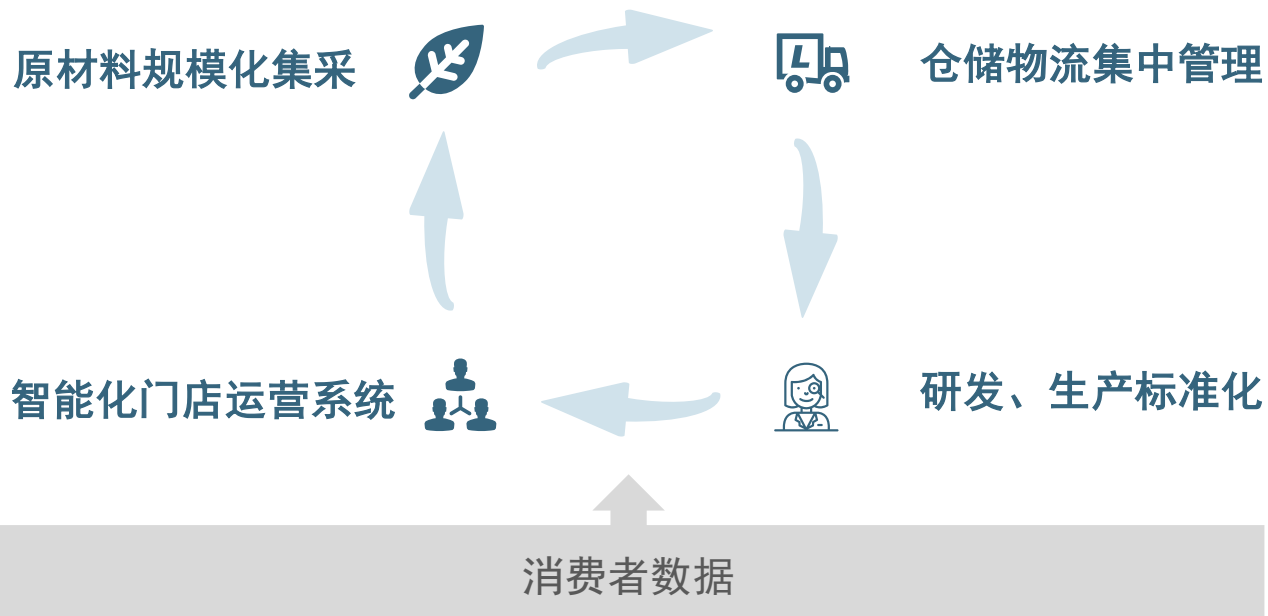 原材料规模化集采
仓储物流集中管理
智能化门店运营系统
研发、生产标准化
消费者数据